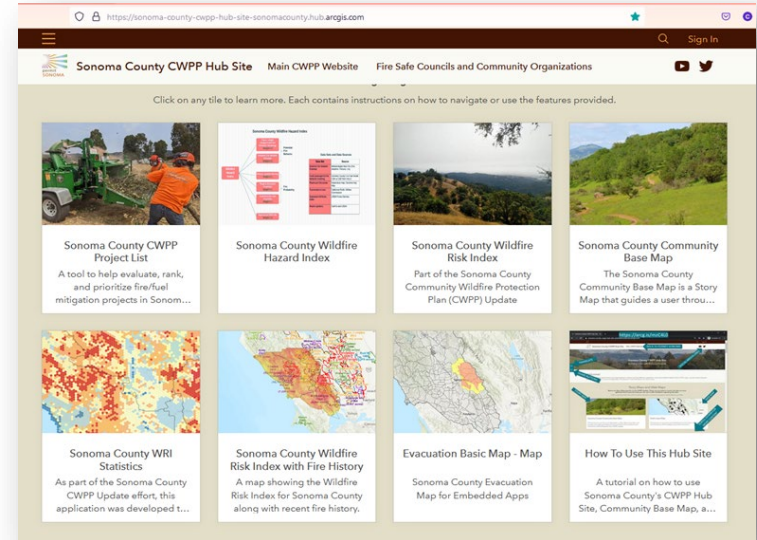 https://sonoma-county-cwpp-hub-site-sonomacounty.hub.arcgis.com
Sign In
SONOMA
Sonoma County CWPP Hub Site Main CWPP Website Fire Safe Councils and Community Organizations
Click on any tile to learn more. Each contains instructions on how to navigate or use the features provided.
Sonoma County Wildfire Hazard Index
Sonoma County CWPP
Project List
A tool to help evaluate, rank,
and prioritize fire/fuel
mitigation projects in Sonom...
Sonoma County Wildfire
Hazard Index
Sonoma County Wildfire
Risk Index
Part of the Sonoma County
Community Wildfire Protection
Plan (CWPP) Update
Sonoma County Community
Base Map
The Sonoma County
Community Base Map is a Story
Map that guides a user throu...
Sonoma County WRI
Statistics
As part of the Sonoma County
CWPP Update effort, this
application was developed t...
Sonoma County Wildfire
Risk Index with Fire History
A map showing the Wildfire
Risk Index for Sonoma County
along with recent fire history.
Evacuation Basic Map - Map
Sonoma County Evacuation
Map for Embedded Apps
How To Use This Hub Site
A tutorial on how to use
Sonoma County's CWPP Hub
Site, Community Base Map, a...